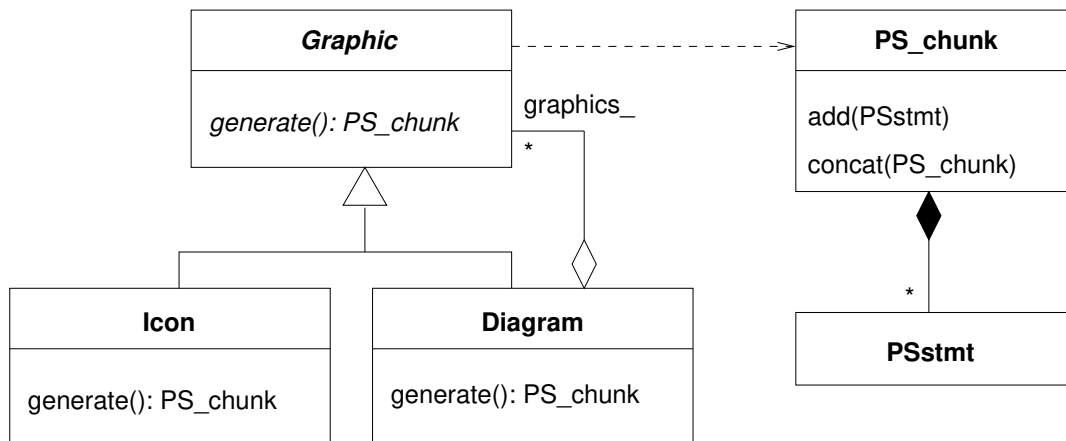 Graphic
generate(): PS_chunk
graphics_
*
PS_chunk
add(PSstmt)
concat(PS_chunk)
*
PSstmt
Icon
generate(): PS_chunk
Diagram
generate(): PS_chunk